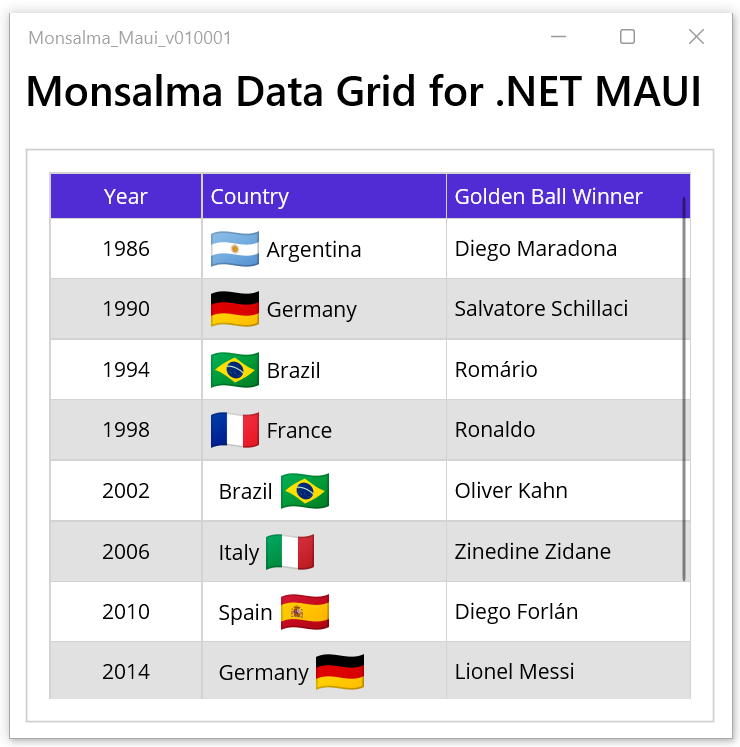 Monsalma_Maui_v010001
Monsalma Data Grid for .NET MAUI
Year Country Golden Ball Winner
1986 Argentina Diego Maradona
1990 Germany Salvatore Schillaci
1994 Brazil Romário
1998 France Ronaldo
2002 Brazil Oliver Kahn
2006 Italy Zinedine Zidane
2010 Spain Diego Forlán
2014 Germany Lionel Messi